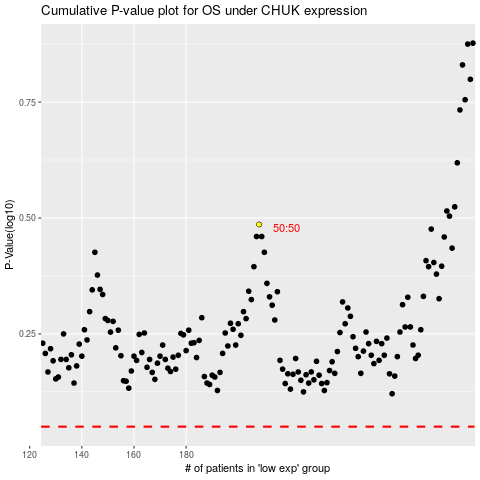 Cumulative P-value plot for OS under CHUK expression
P-Value(log10)
0.75
0.50
0.25
50:50
120 140 160 180
# of patients in 'low exp' group